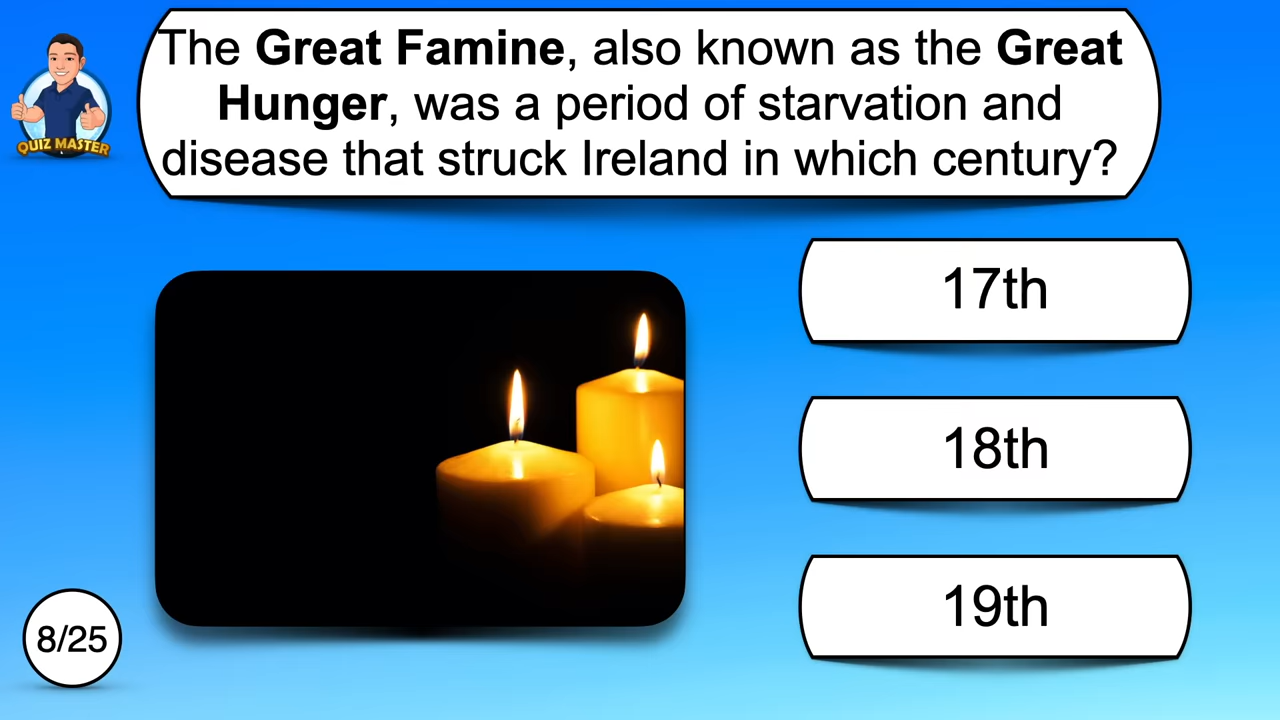 The Great Famine, also known as the Great
Hunger, was a period of starvation and
disease that struck Ireland in which century?
QUIZ MASTER
17th
18th
19th
8/25